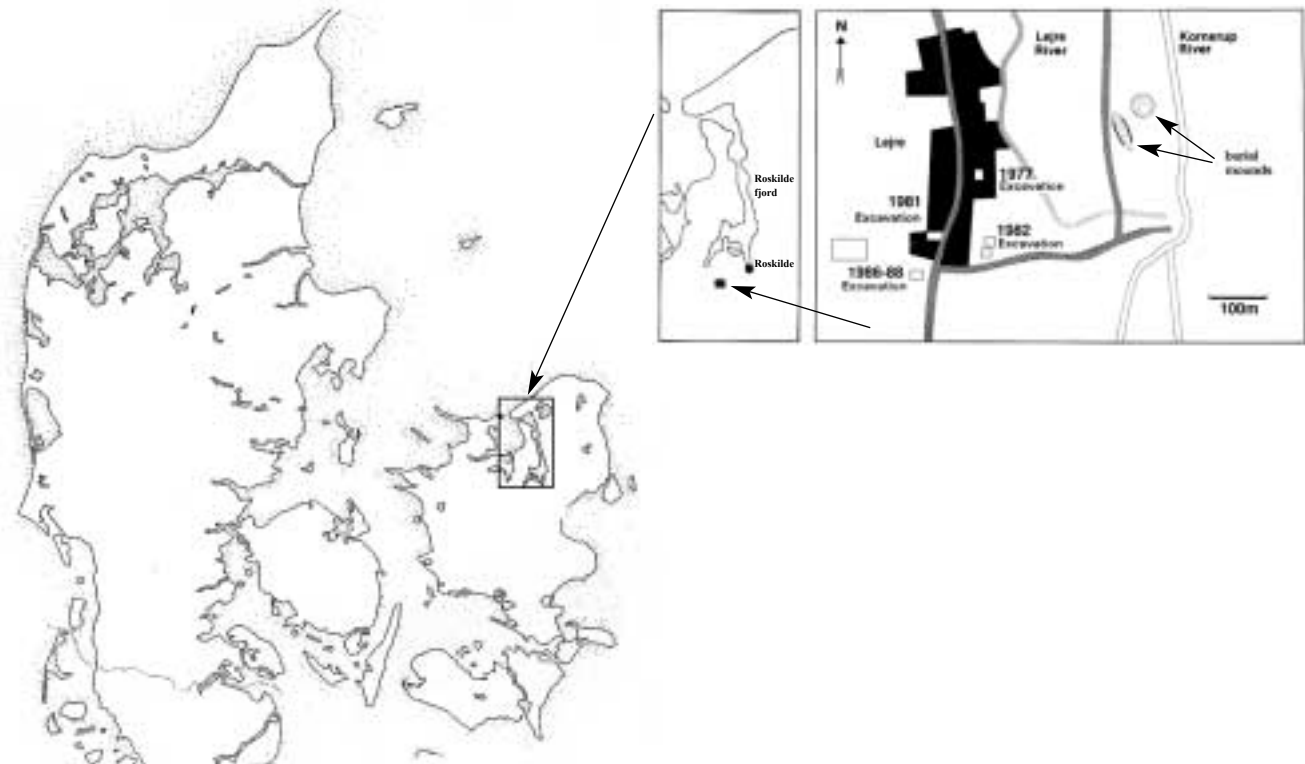 Roskilde
fjord
Roskilde
N
Lejre
River
Kornerup
River
Lejre
burial
mounds
1977
Excavation
1981
Excavation
1982
Excavation
1986-88
Excavation
100m